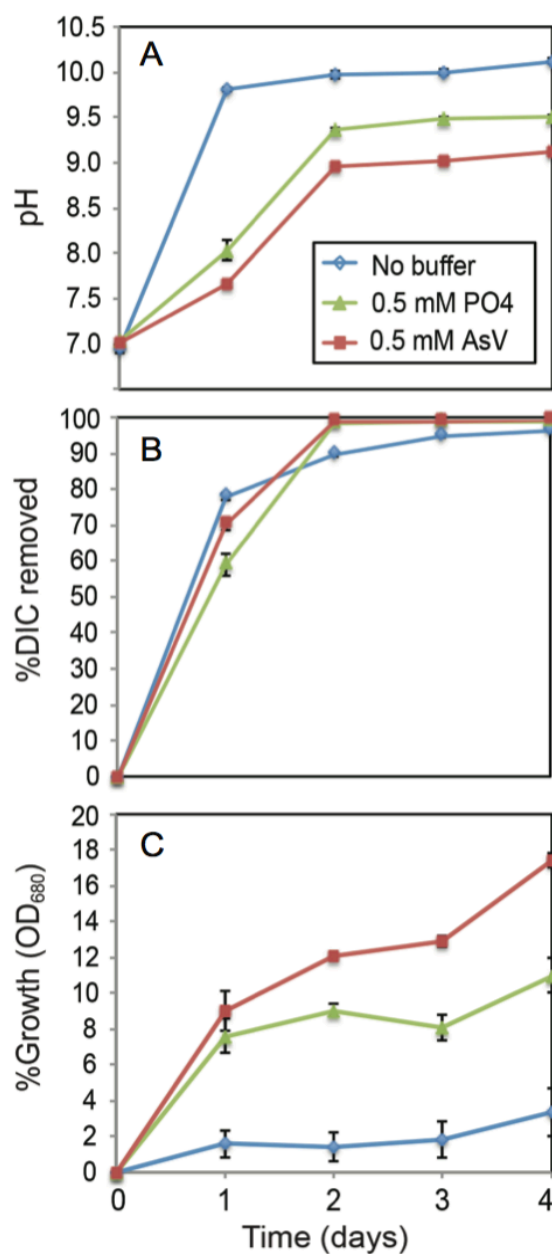 A
10.5
10.0
9.5
9.0
8.5
8.0
7.5
7.0
pH
No buffer
0.5 mM PO4
0.5 mM AsV
B
100
90
80
70
60
50
40
30
20
10
0
%DIC removed
C
20
18
16
14
12
10
8
6
4
2
0
%Growth (OD₆₈₀)
0 1 2 3 4
Time (days)